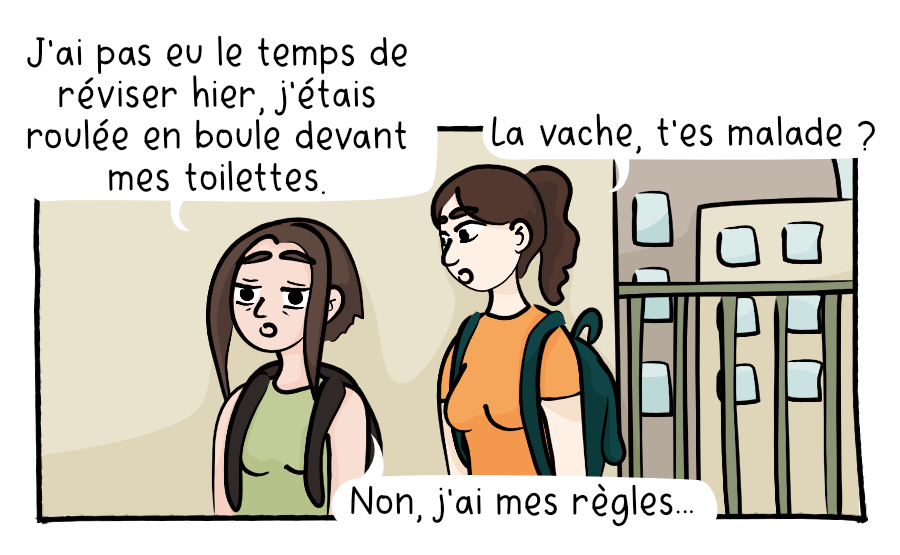 J'ai pas eu le temps de
réviser hier, j'étais
roulée en boule devant
mes toilettes.
La vache, t'es malade ?
Non, j'ai mes règles...